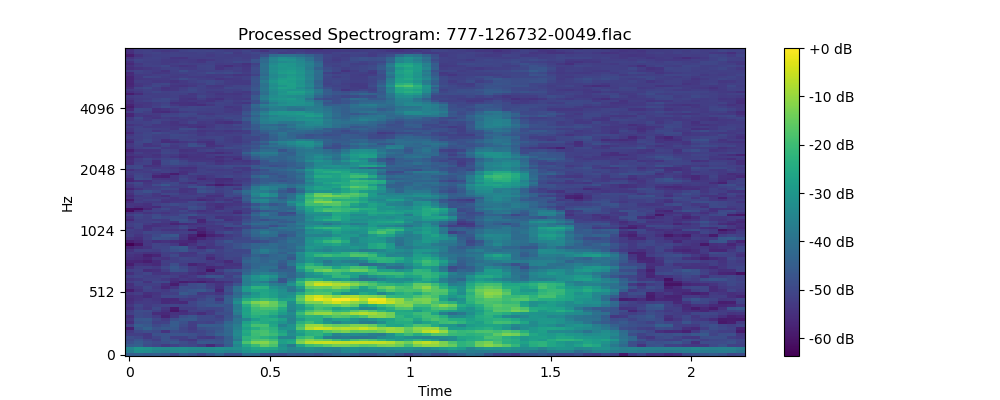 Processed Spectrogram: 777-126732-0049.flac
+0 dB
4096
-10 dB
-20 dB
2048
-30 dB
Hz
1024
-40 dB
512
-50 dB
0
-60 dB
0 0.5 1 1.5 2
Time